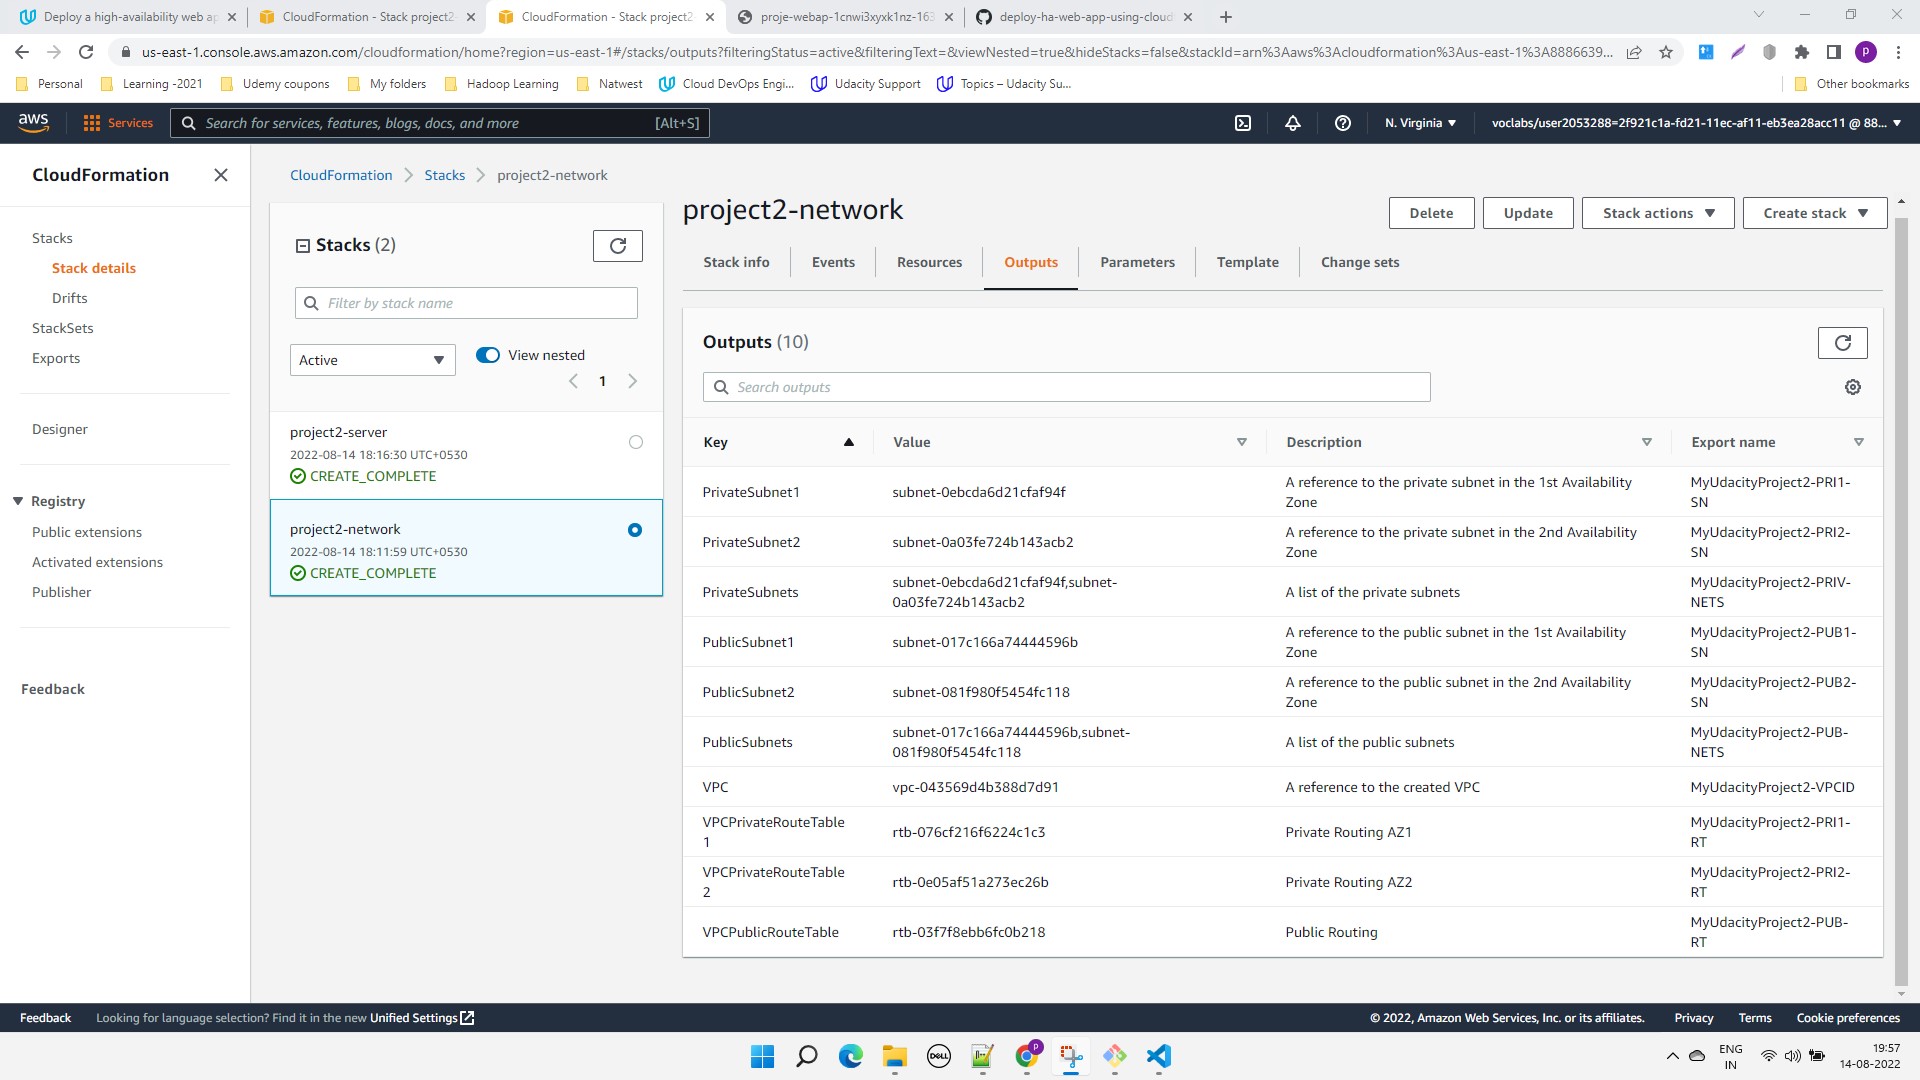 Deploy a high-availability web ap
CloudFormation - Stack project2-
CloudFormation - Stack project2
proje-webap-1cnwi3xyxk1nz-163
deploy-ha-web-app-using-cloud
us-east-1.console.aws.amazon.com/cloudformation/home?region=us-east-1#/stacks/outputs?filteringStatus=active&filteringText=&viewNested=true&hideStacks=false&stackId=arn%3Aaws%3Acloudformation%3Aus-east-1%3A8886639...
P
Personal
Learning -2021
Udemy coupons
My folders
Hadoop Learning
Natwest
Cloud DevOps Engi...
Udacity Support
Topics – Udacity Su...
Other bookmarks
aws
Services
Search for services, features, blogs, docs, and more
[Alt+S]
N. Virginia
voclabs/user2053288=2f921c1a-fd21-11ec-af11-eb3ea28acc11 @ 88...
CloudFormation
Stacks
Stack details
Drifts
StackSets
Exports
Designer
Registry
Public extensions
Activated extensions
Publisher
Feedback
CloudFormation
Stacks
project2-network
Stacks (2)
Filter by stack name
Active
View nested
1
project2-server
2022-08-14 18:16:30 UTC+0530
CREATE_COMPLETE
project2-network
2022-08-14 18:11:59 UTC+0530
CREATE_COMPLETE
project2-network
Delete
Update
Stack actions
Create stack
Stack info
Events
Resources
Outputs
Parameters
Template
Change sets
Outputs (10)
Search outputs
Key
Value
Description
Export name
PrivateSubnet1
subnet-0ebcda6d21cfaf94f
A reference to the private subnet in the 1st Availability
Zone
MyUdacityProject2-PRI1-
SN
PrivateSubnet2
subnet-0a03fe724b143acb2
A reference to the private subnet in the 2nd Availability
Zone
MyUdacityProject2-PRI2-
SN
PrivateSubnets
subnet-0ebcda6d21cfaf94f,subnet-
0a03fe724b143acb2
A list of the private subnets
MyUdacityProject2-PRIV-
NETS
PublicSubnet1
subnet-017c166a74444596b
A reference to the public subnet in the 1st Availability
Zone
MyUdacityProject2-PUB1-
SN
PublicSubnet2
subnet-081f980f5454fc118
A reference to the public subnet in the 2nd Availability
Zone
MyUdacityProject2-PUB2-
SN
PublicSubnets
subnet-017c166a74444596b,subnet-
081f980f5454fc118
A list of the public subnets
MyUdacityProject2-PUB-
NETS
VPC
vpc-043569d4b388d7d91
A reference to the created VPC
MyUdacityProject2-VPCID
VPCPrivateRouteTable
1
rtb-076cf216f6224c1c3
Private Routing AZ1
MyUdacityProject2-PRI1-
RT
VPCPrivateRouteTable
2
rtb-0e05af51a273ec26b
Private Routing AZ2
MyUdacityProject2-PRI2-
RT
VPCPublicRouteTable
rtb-03f7f8ebb6fc0b218
Public Routing
MyUdacityProject2-PUB-
RT
Feedback
Looking for language selection? Find it in the new Unified Settings
© 2022, Amazon Web Services, Inc. or its affiliates.
Privacy
Terms
Cookie preferences
DELL
P
ENG
IN
19:57
14-08-2022